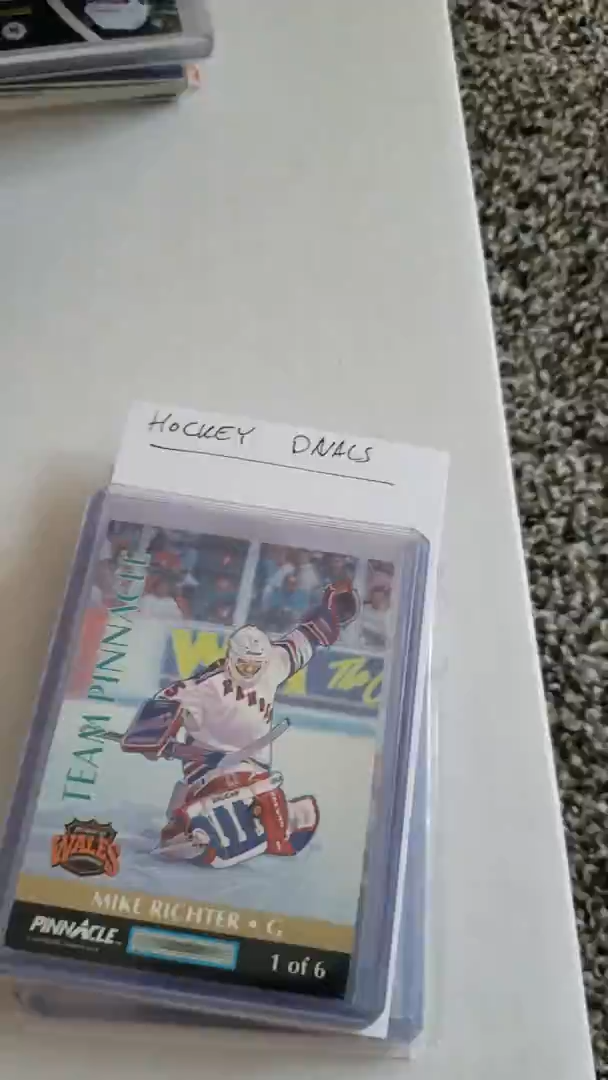 HOCKEY DNACS
TEAM PINNACLE
WALES
MIKE RICHTER • G
PINNACLE
1 of 6